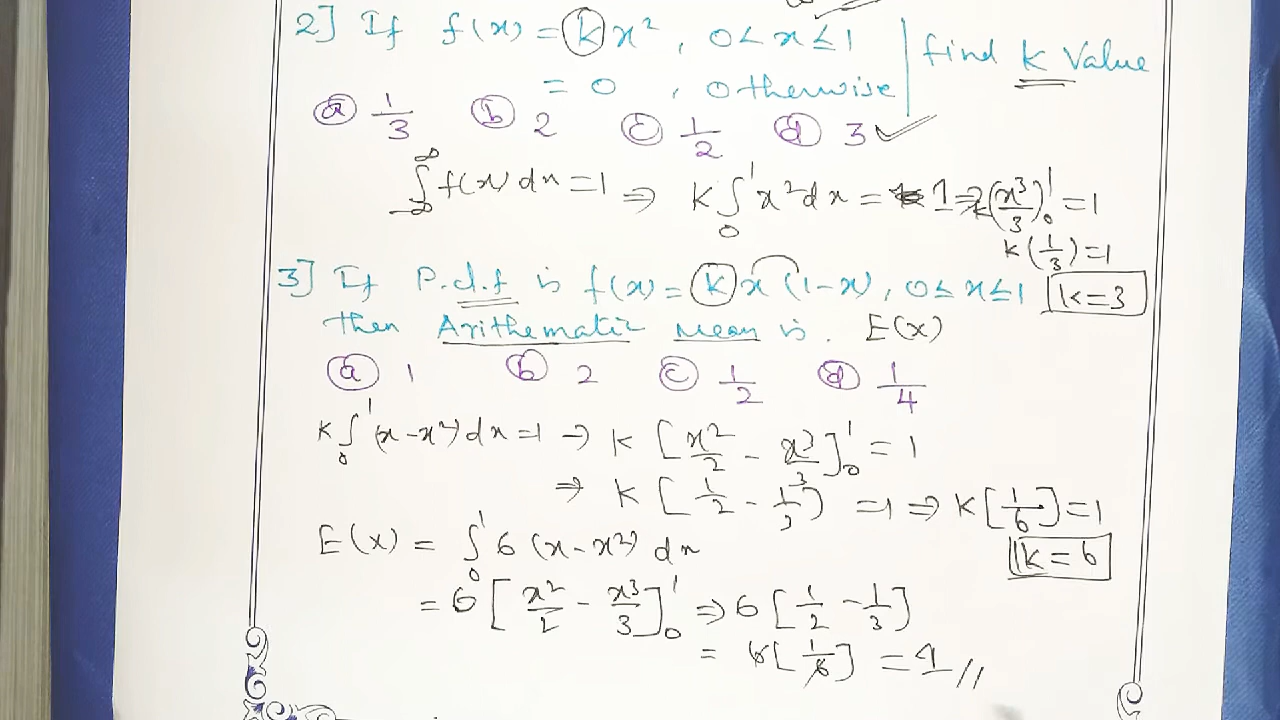 2] If f(x) = k x², 0 < x ≤ 1 | find k Value
= 0 , otherwise
(a) 1/3 (b) 2 (c) 1/2 (d) 3 ✓
∫_{-∞}^{∞} f(x) dx = 1 ⇒ K ∫₀¹ x² dx = 1 ⇒ k (x³/3)₀¹ = 1
k (1/3) = 1
k = 3
3] If P.d.f is f(x) = k x (1-x), 0 ≤ x ≤ 1
then Arithematic mean is. E(x)
(a) 1 (b) 2 (c) 1/2 (d) 1/4
K ∫₀¹ (x-x²) dx = 1 → K [x²/2 - x³/3]₀¹ = 1
⇒ K [1/2 - 1/3) = 1 ⇒ K [1/6] = 1
k = 6
E(x) = ∫₀¹ 6 (x-x²) dx
= 6 [x²/2 - x³/3]₀¹ ⇒ 6 [1/2 - 1/3]
= 6 [1/6] = 1 //